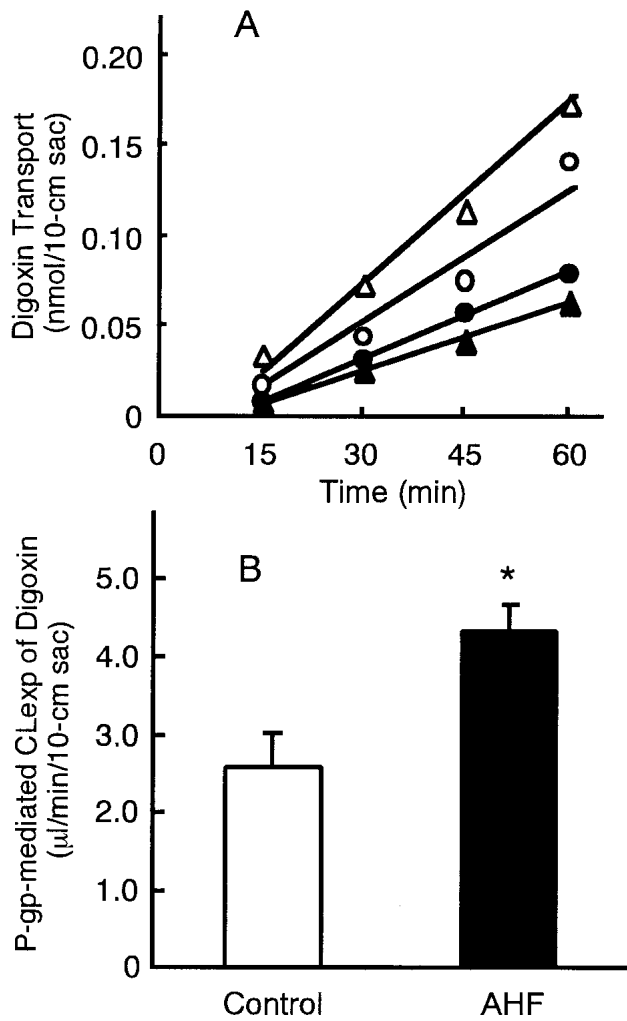 A
Digoxin Transport
(nmol/10-cm sac)
0.20
0.15
0.10
0.05
0
0 15 30 45 60
Time (min)
B
P-gp-mediated CLexp of Digoxin
(μl/min/10-cm sac)
5.0
4.0
3.0
2.0
1.0
0
*
Control AHF